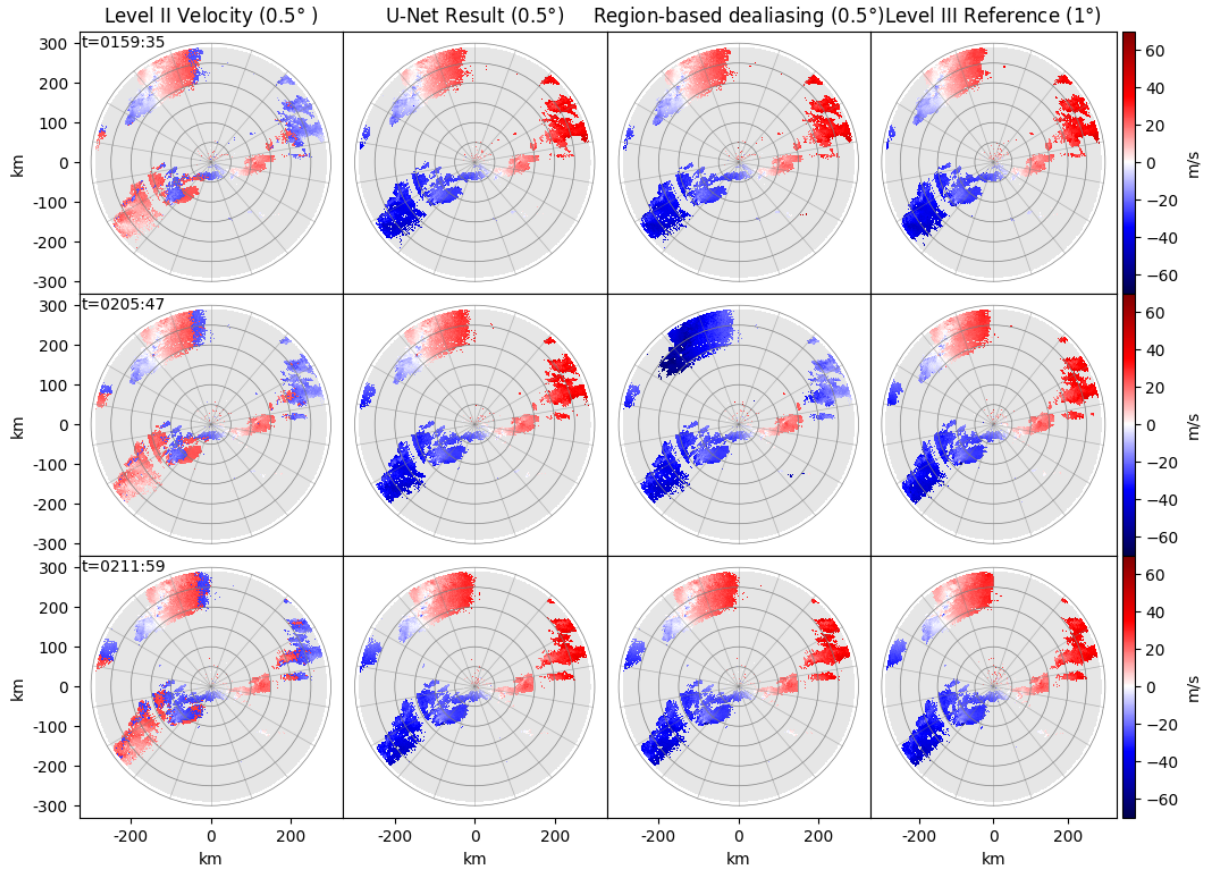 Level II Velocity (0.5° )
U-Net Result (0.5°)
Region-based dealiasing (0.5°)
Level III Reference (1°)
t=0159:35
300
200
100
0
-100
-200
-300
km
60
40
20
0
-20
-40
-60
m/s
t=0205:47
300
200
100
0
-100
-200
-300
km
60
40
20
0
-20
-40
-60
m/s
t=0211:59
300
200
100
0
-100
-200
-300
km
60
40
20
0
-20
-40
-60
m/s
-200 0 200
-200 0 200
-200 0 200
-200 0 200
km
km
km
km